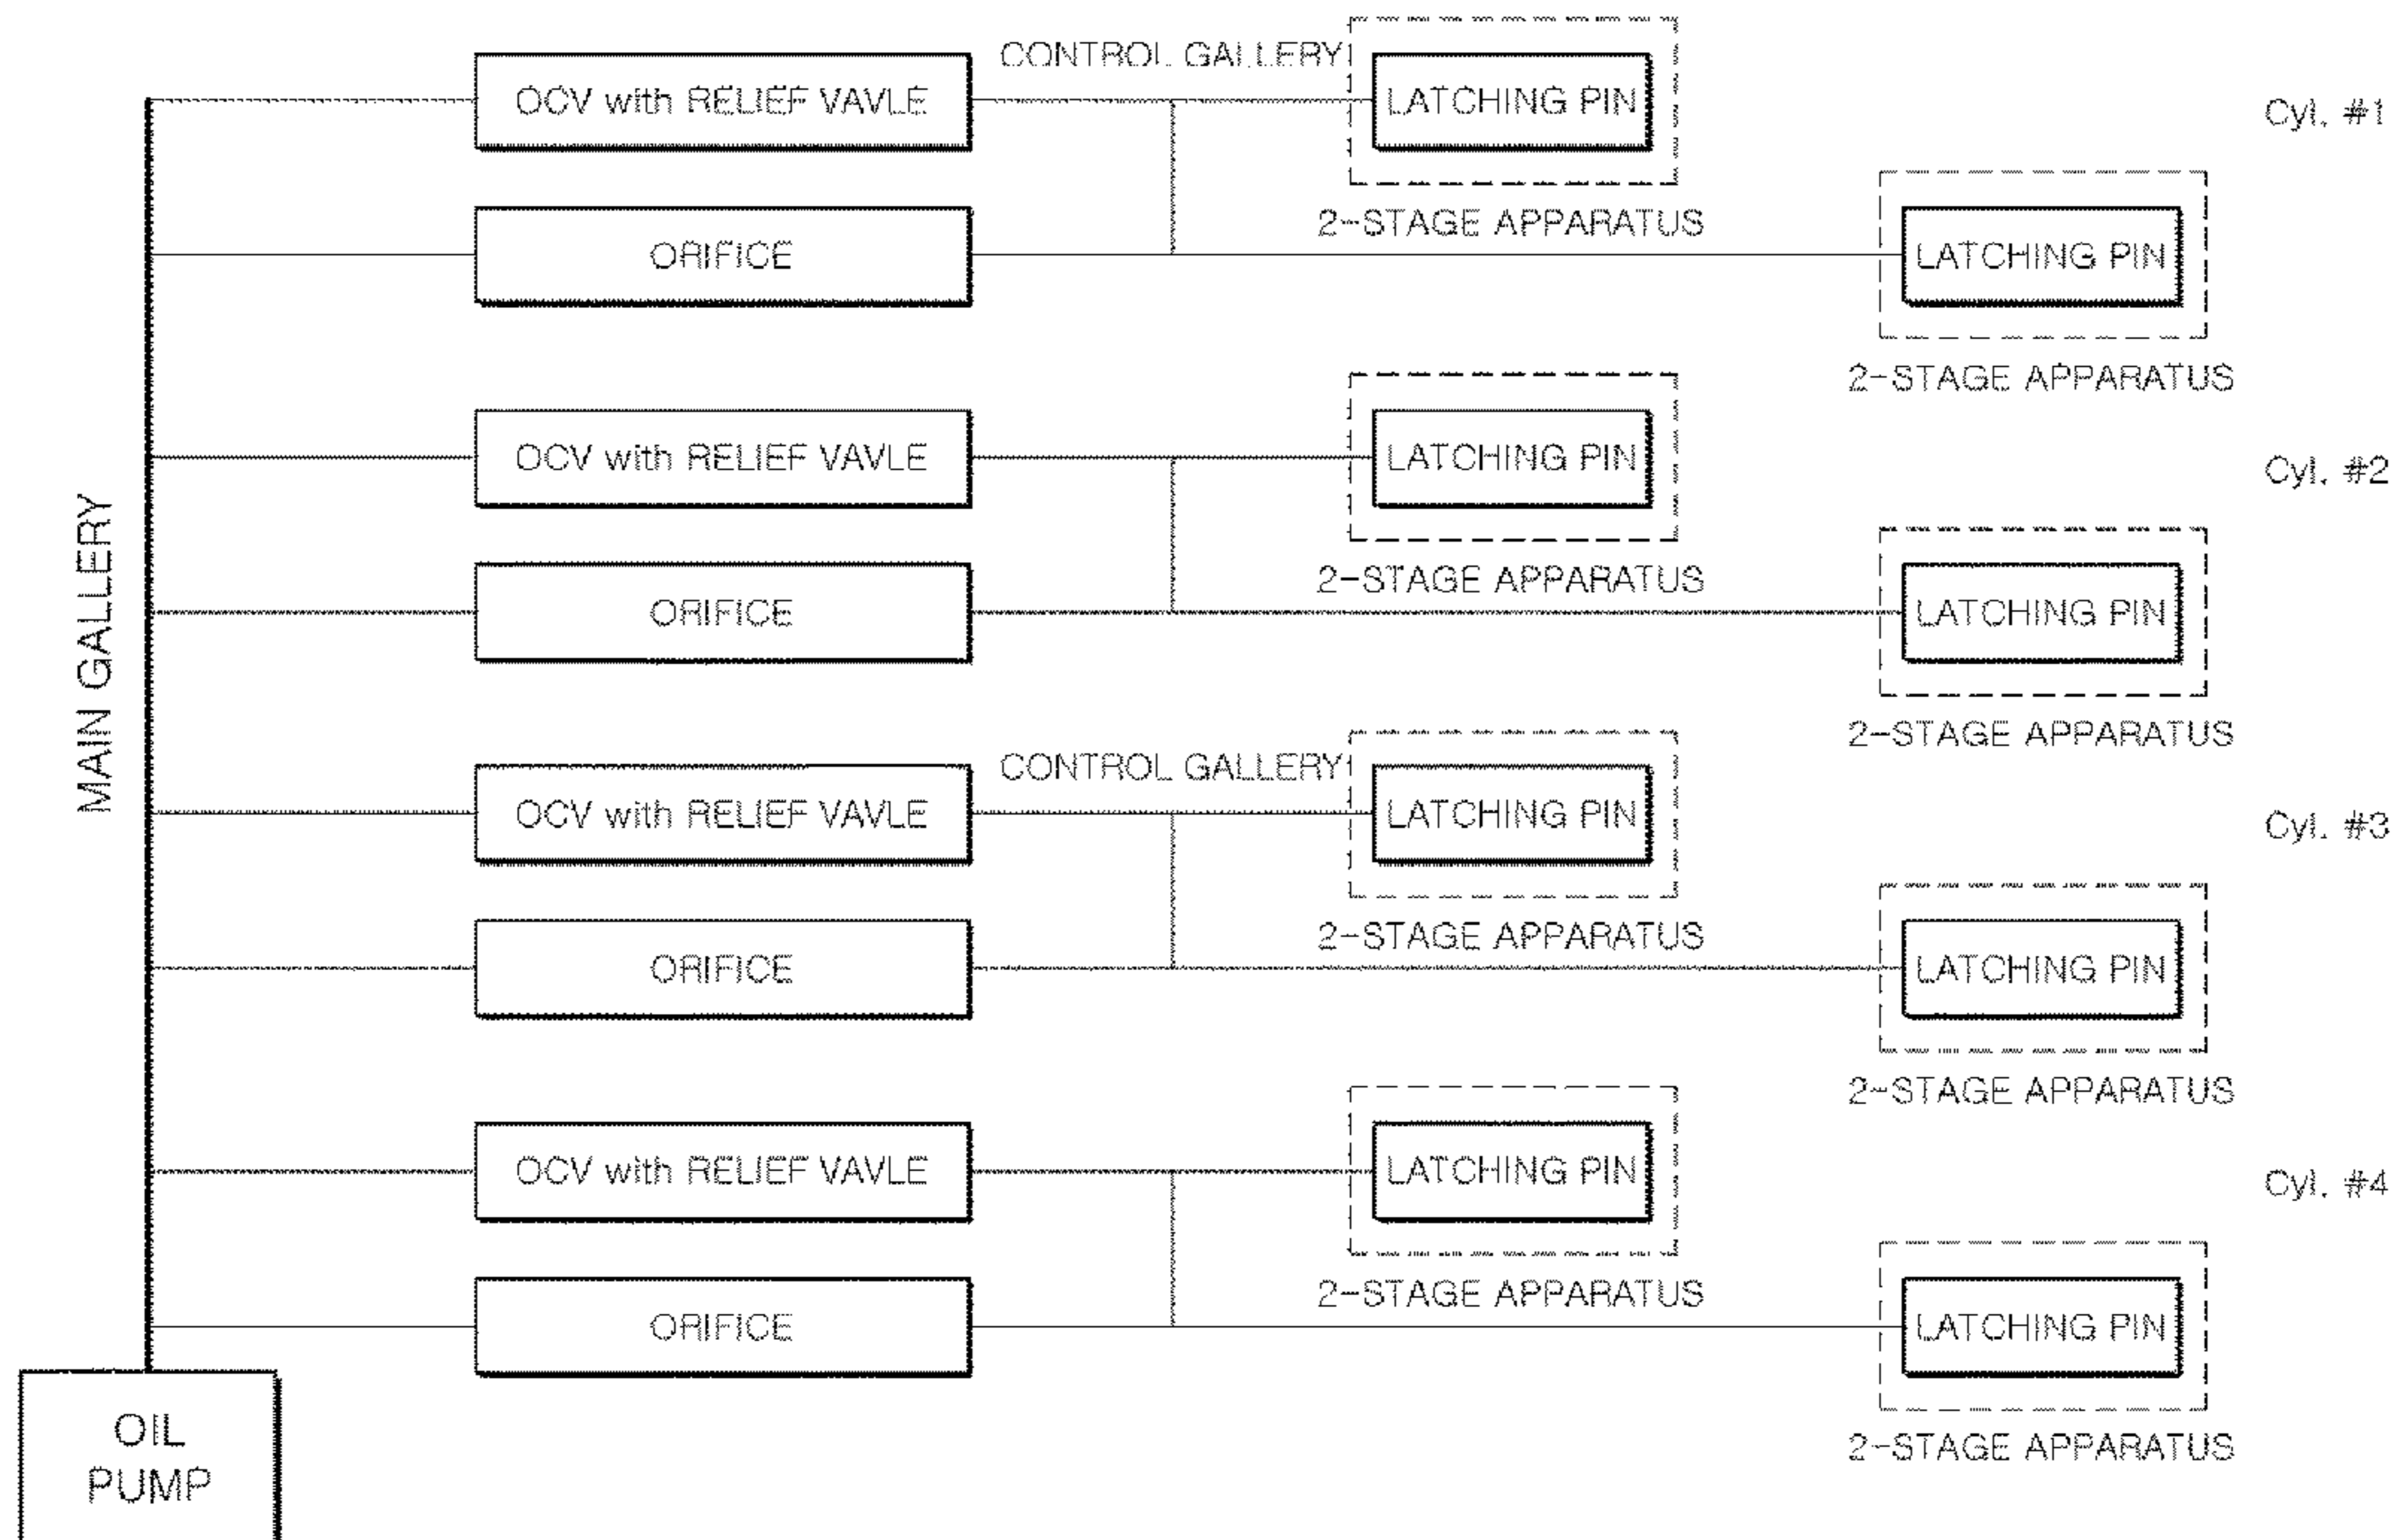 CONTROL GALLERY
OCV with RELIEF VAVLE
LATCHING PIN
Cyl. #1
2-STAGE APPARATUS
ORIFICE
LATCHING PIN
2-STAGE APPARATUS
OCV with RELIEF VAVLE
LATCHING PIN
Cyl. #2
2-STAGE APPARATUS
ORIFICE
LATCHING PIN
2-STAGE APPARATUS
MAIN GALLERY
CONTROL GALLERY
OCV with RELIEF VAVLE
LATCHING PIN
Cyl. #3
2-STAGE APPARATUS
ORIFICE
LATCHING PIN
2-STAGE APPARATUS
OCV with RELIEF VAVLE
LATCHING PIN
Cyl. #4
2-STAGE APPARATUS
ORIFICE
LATCHING PIN
2-STAGE APPARATUS
OIL
PUMP